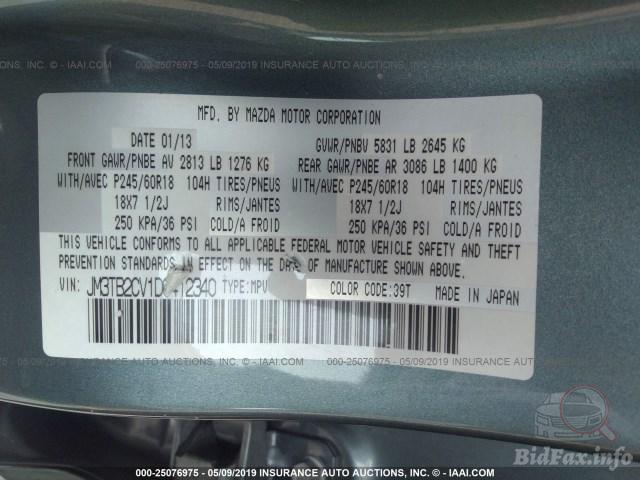 000-25076975 - 05/09/2019 INSURANCE AUTO AUCTIONS, INC. - © IAAI.COM
MFD. BY MAZDA MOTOR CORPORATION
DATE 01/13 GVWR/PNBV 5831 LB 2645 KG
FRONT GAWR/PNBE AV 2813 LB 1276 KG REAR GAWR/PNBE AR 3086 LB 1400 KG
WITH/AVEC P245/60R18 104H TIRES/PNEUS WITH/AVEC P245/60R18 104H TIRES/PNEUS
18X7 1/2J RIMS/JANTES 18X7 1/2J RIMS/JANTES
250 KPA/36 PSI COLD/A FROID 250 KPA/36 PSI COLD/A FROID
THIS VEHICLE CONFORMS TO ALL APPLICABLE FEDERAL MOTOR VEHICLE SAFETY AND THEFT
PREVENTION STANDARDS IN EFFECT ON THE DATE OF MANUFACTURE SHOWN ABOVE.
VIN: TYPE:MPV COLOR CODE:39T MADE IN JAPAN
000-25076975 - 05/09/2019 INSURANCE AUTO AUCTIONS, INC. - © IAAI.COM
BidFax.info
000-25076975 - 05/09/2019 INSURANCE AUTO AUCTIONS, INC. - © IAAI.COM